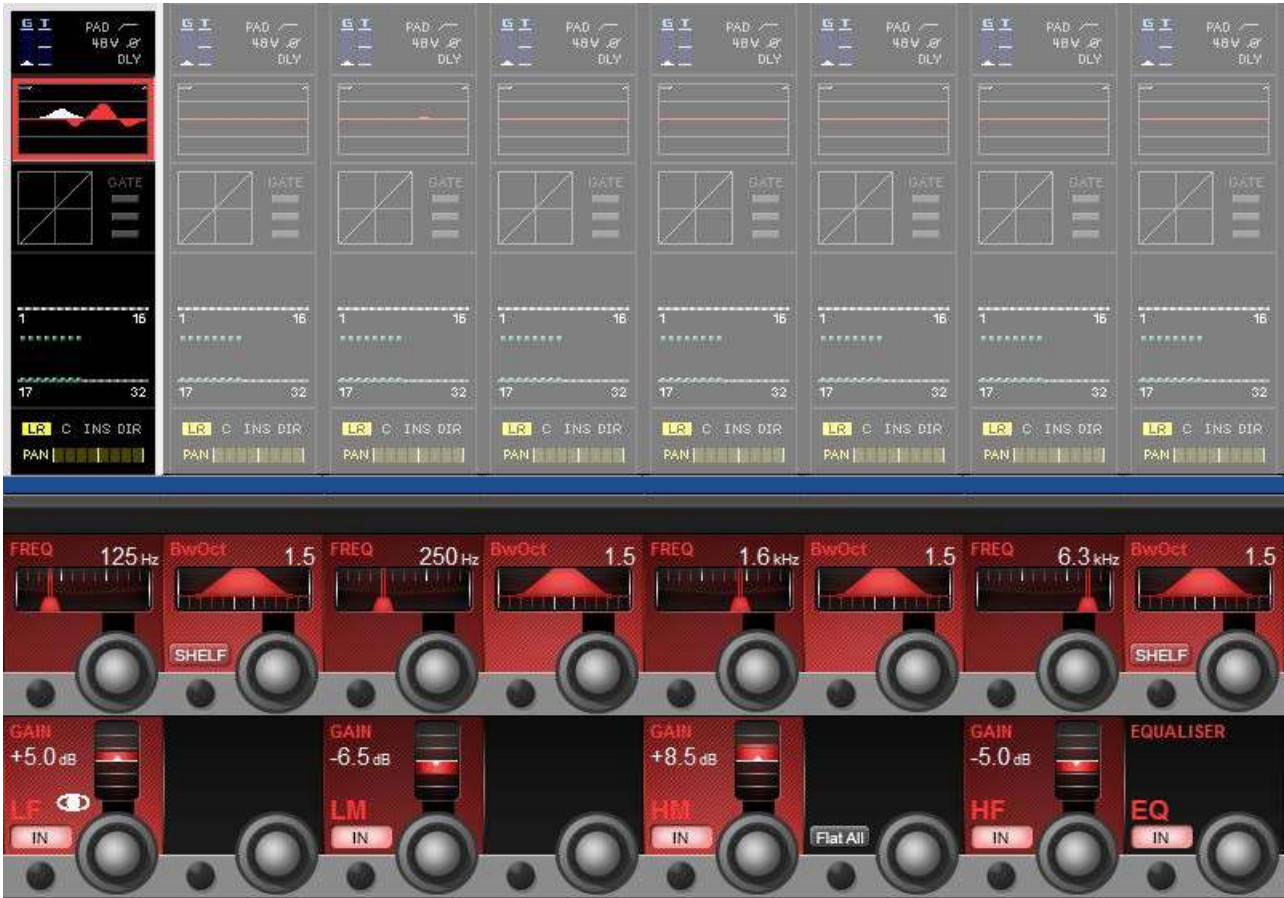 G T PAD G T PAD G T PAD G T PAD G T PAD G T PAD G T PAD G T PAD
48V 48V 48V 48V 48V 48V 48V 48V
DLY DLY DLY DLY DLY DLY DLY DLY
GATE GATE GATE GATE GATE GATE GATE GATE
1 16 1 16 1 16 1 16 1 16 1 16 1 16 1 16
17 32 17 32 17 32 17 32 17 32 17 32 17 32 17 32
LR C INS DIR LR C INS DIR LR C INS DIR LR C INS DIR LR C INS DIR LR C INS DIR LR C INS DIR LR C INS DIR
PAN PAN PAN PAN PAN PAN PAN PAN
FREQ 125 Hz BwOct 1.5 FREQ 250 Hz BwOct 1.5 FREQ 1.6 kHz BwOct 1.5 FREQ 6.3 kHz BwOct 1.5
SHELF SHELF
GAIN GAIN GAIN GAIN EQUALISER
+5.0 dB -6.5 dB +8.5 dB -5.0 dB
LF LM HM HF EQ
IN IN IN Flat All IN IN